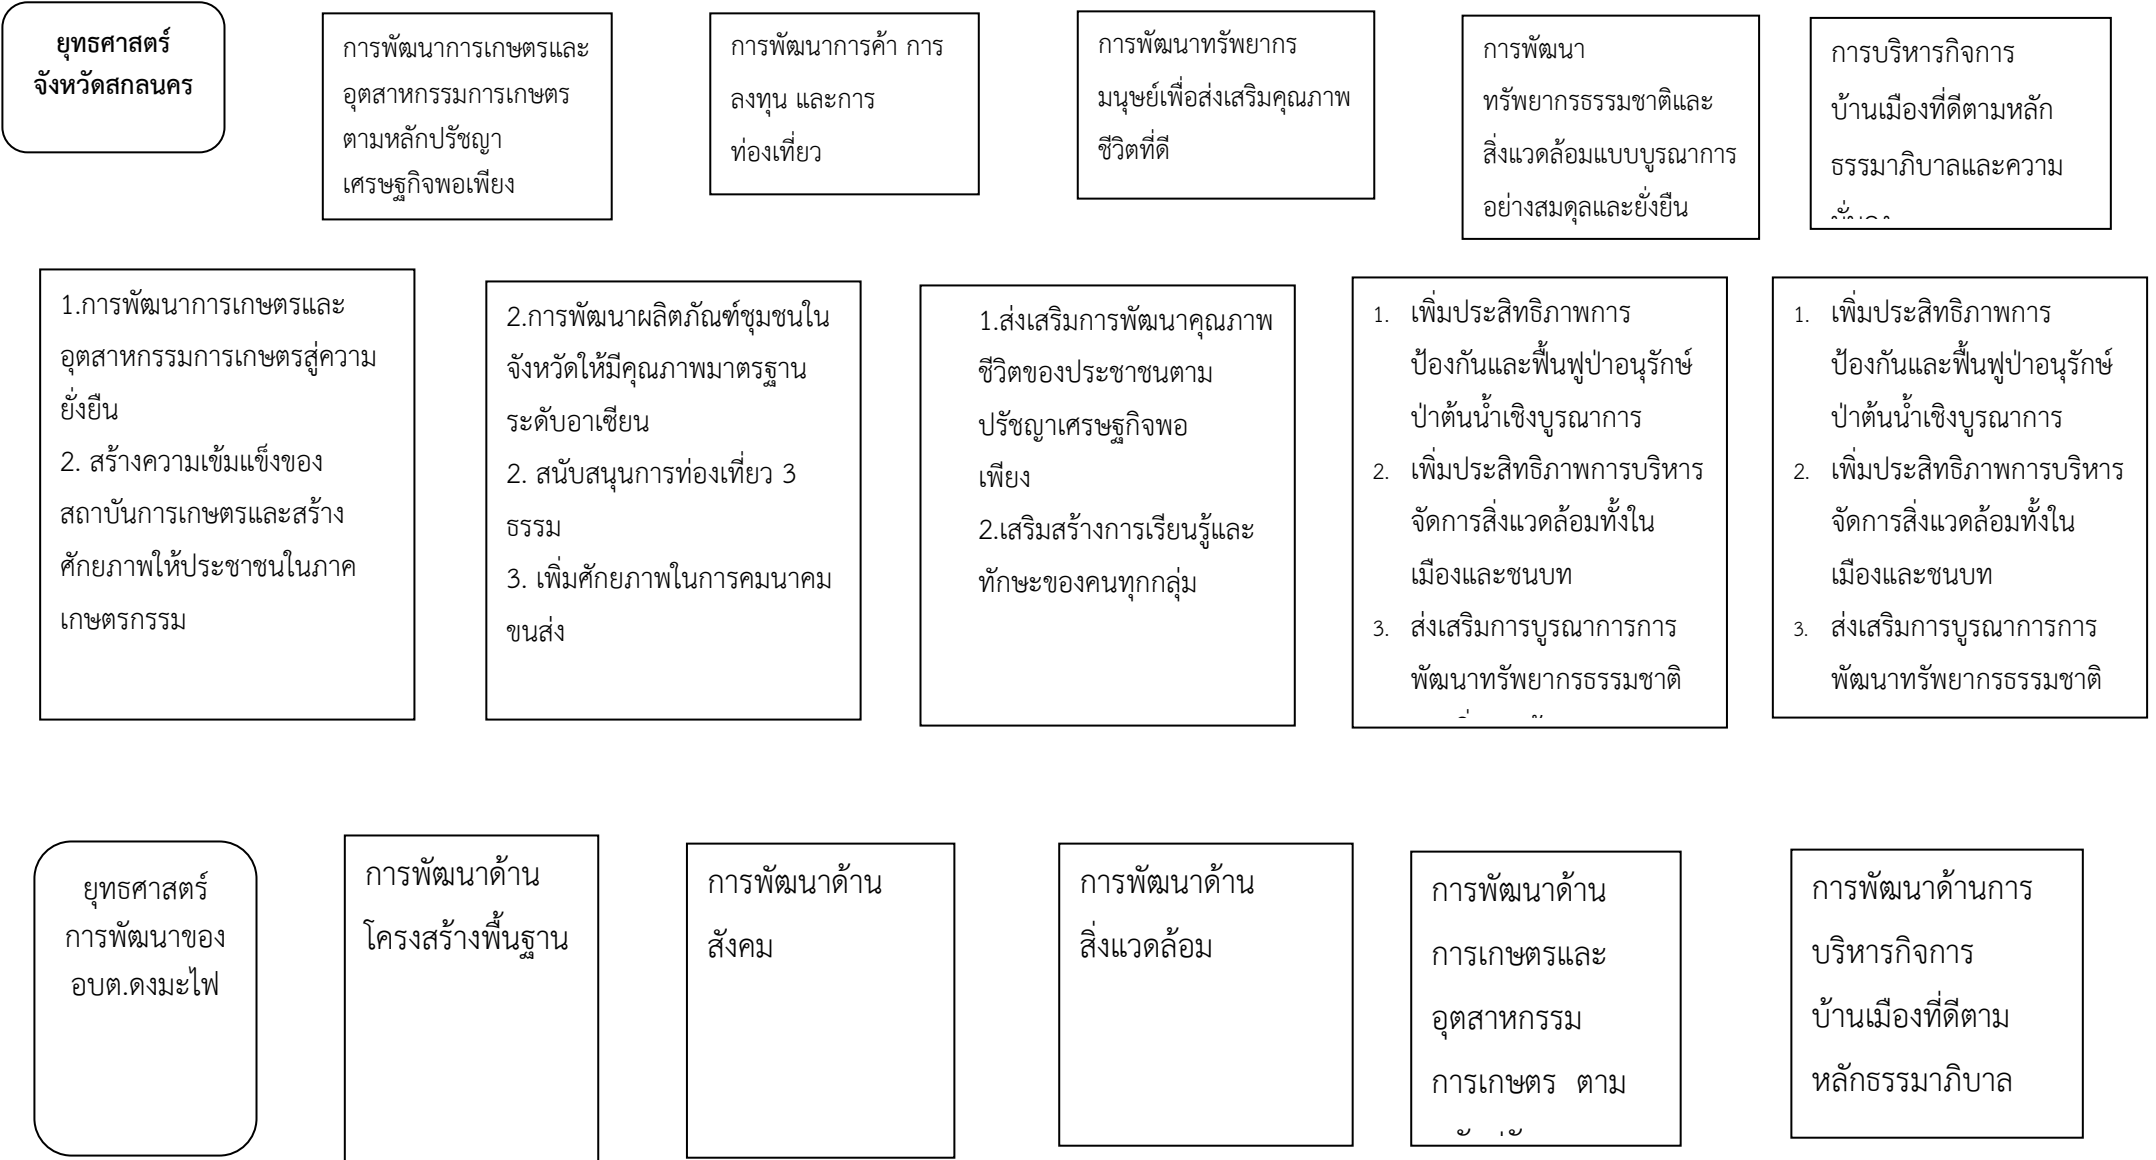 ยุทธศาสตร์
จังหวัดสกลนคร
การพัฒนาการเกษตรและ
อุตสาหกรรมการเกษตร
ตามหลักปรัชญา
เศรษฐกิจพอเพียง
การพัฒนาการค้า การ
ลงทุน และการ
ท่องเที่ยว
การพัฒนาทรัพยากร
มนุษย์เพื่อส่งเสริมคุณภาพ
ชีวิตที่ดี
การพัฒนา
ทรัพยากรธรรมชาติและ
สิ่งแวดล้อมแบบบูรณาการ
อย่างสมดุลและยั่งยืน
การบริหารกิจการ
บ้านเมืองที่ดีตามหลัก
ธรรมาภิบาลและความ
1.การพัฒนาการเกษตรและ
อุตสาหกรรมการเกษตรสู่ความ
ยั่งยืน
2. สร้างความเข้มแข็งของ
สถาบันการเกษตรและสร้าง
ศักยภาพให้ประชาชนในภาค
เกษตรกรรม
2.การพัฒนาผลิตภัณฑ์ชุมชนใน
จังหวัดให้มีคุณภาพมาตรฐาน
ระดับอาเซียน
2. สนับสนุนการท่องเที่ยว 3
ธรรม
3. เพิ่มศักยภาพในการคมนาคม
ขนส่ง
1.ส่งเสริมการพัฒนาคุณภาพ
ชีวิตของประชาชนตาม
ปรัชญาเศรษฐกิจพอ
เพียง
2.เสริมสร้างการเรียนรู้และ
ทักษะของคนทุกกลุ่ม
1. เพิ่มประสิทธิภาพการ
ป้องกันและฟื้นฟูป่าอนุรักษ์
ป่าต้นน้ำเชิงบูรณาการ
2. เพิ่มประสิทธิภาพการบริหาร
จัดการสิ่งแวดล้อมทั้งใน
เมืองและชนบท
3. ส่งเสริมการบูรณาการการ
พัฒนาทรัพยากรธรรมชาติ
1. เพิ่มประสิทธิภาพการ
ป้องกันและฟื้นฟูป่าอนุรักษ์
ป่าต้นน้ำเชิงบูรณาการ
2. เพิ่มประสิทธิภาพการบริหาร
จัดการสิ่งแวดล้อมทั้งใน
เมืองและชนบท
3. ส่งเสริมการบูรณาการการ
พัฒนาทรัพยากรธรรมชาติ
ยุทธศาสตร์
การพัฒนาของ
อบต.ดงมะไฟ
การพัฒนาด้าน
โครงสร้างพื้นฐาน
การพัฒนาด้าน
สังคม
การพัฒนาด้าน
สิ่งแวดล้อม
การพัฒนาด้าน
การเกษตรและ
อุตสาหกรรม
การเกษตร ตาม
การพัฒนาด้านการ
บริหารกิจการ
บ้านเมืองที่ดีตาม
หลักธรรมาภิบาล